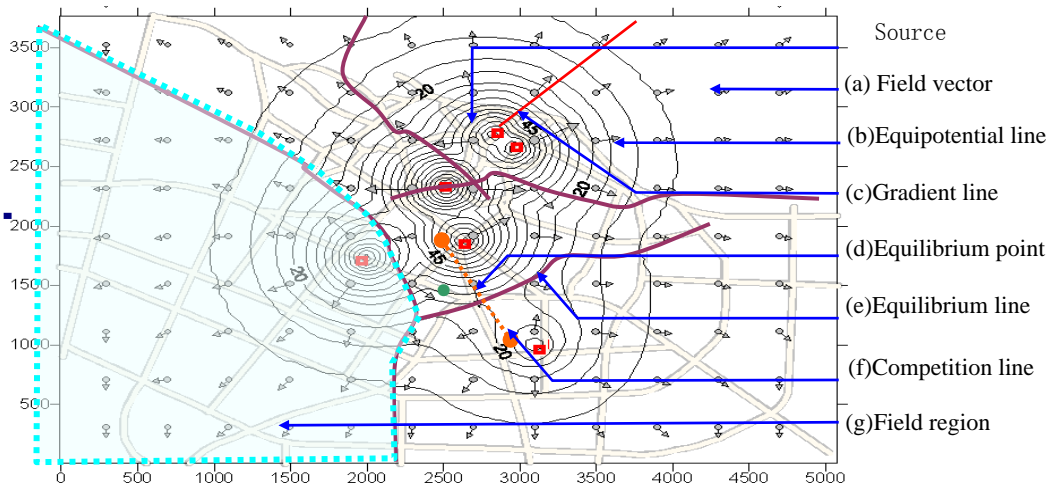 Source
3500
(a) Field vector
20
3000
45
(b)Equipotential line
2500
20
(c)Gradient line
2000
45
(d)Equilibrium point
20
1500
(e)Equilibrium line
1000
20
(f)Competition line
500
(g)Field region
0 500 1000 1500 2000 2500 3000 3500 4000 4500 5000